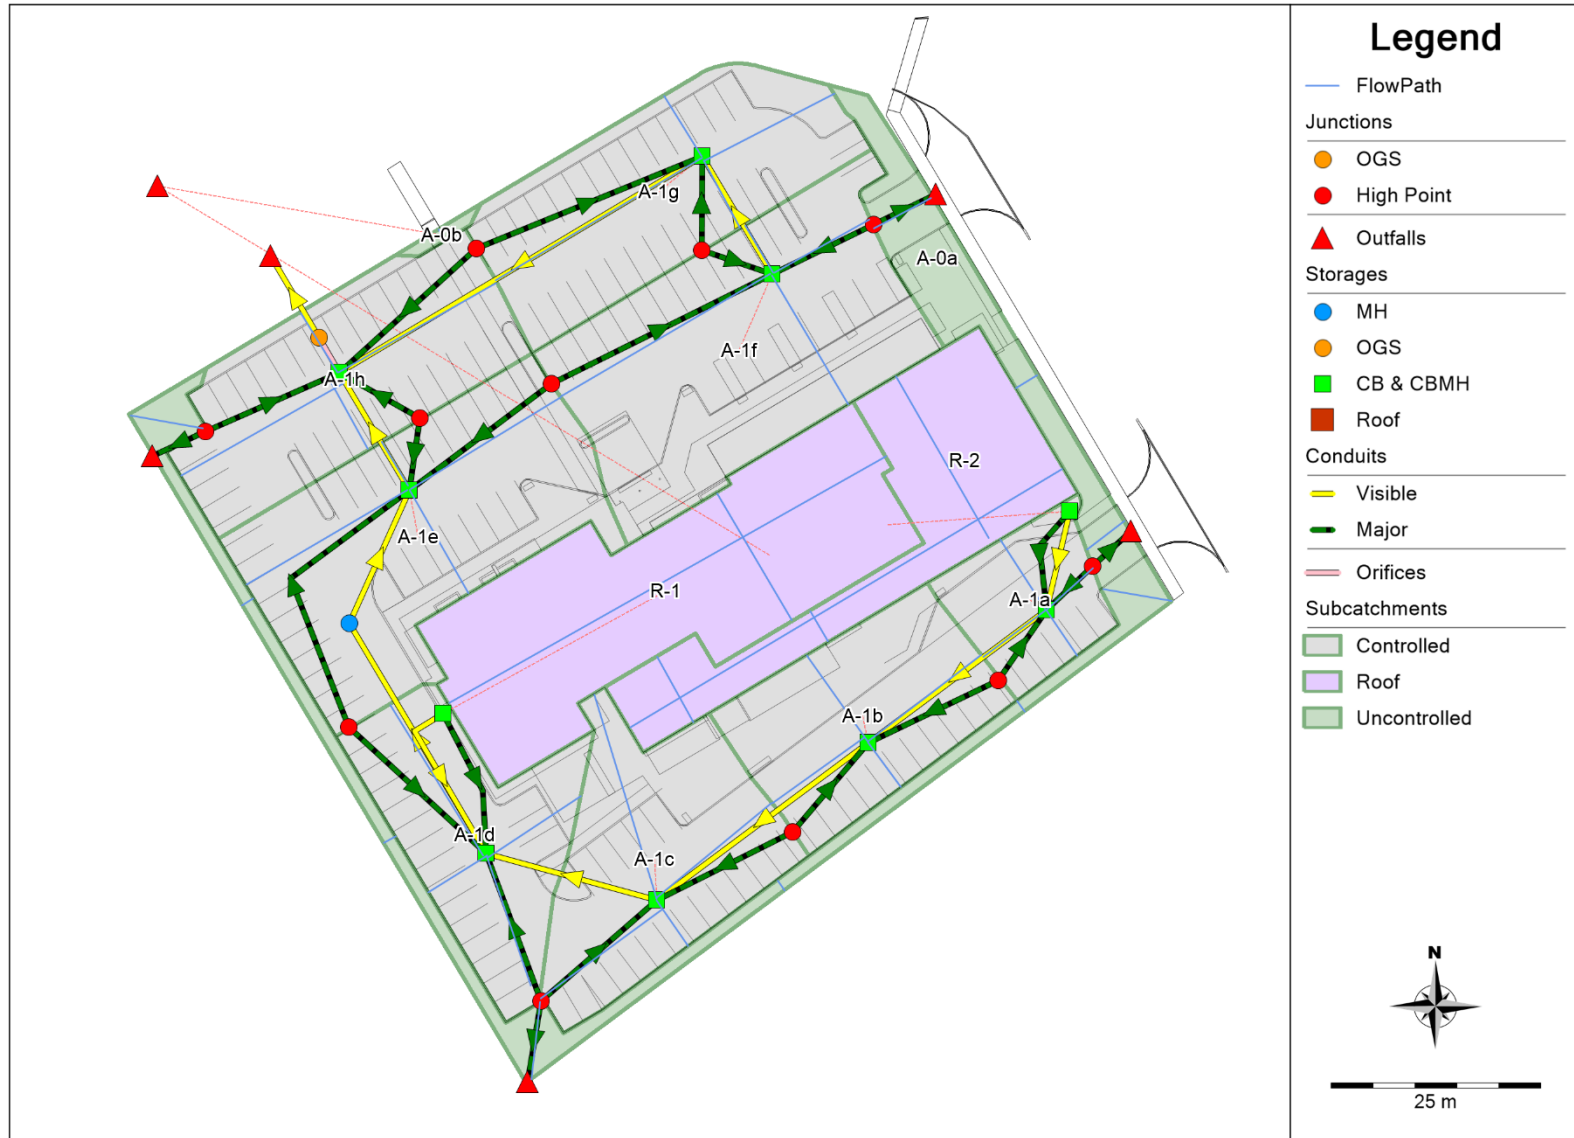 Legend
FlowPath
Junctions
OGS
High Point
Outfalls
Storages
MH
OGS
CB & CBMH
Roof
Conduits
Visible
Major
Orifices
Subcatchments
Controlled
Roof
Uncontrolled
N
25 m
A-1g
A-0b
A-0a
A-1f
A-1h
R-2
A-1e
R-1
A-1a
A-1b
A-1d
A-1c